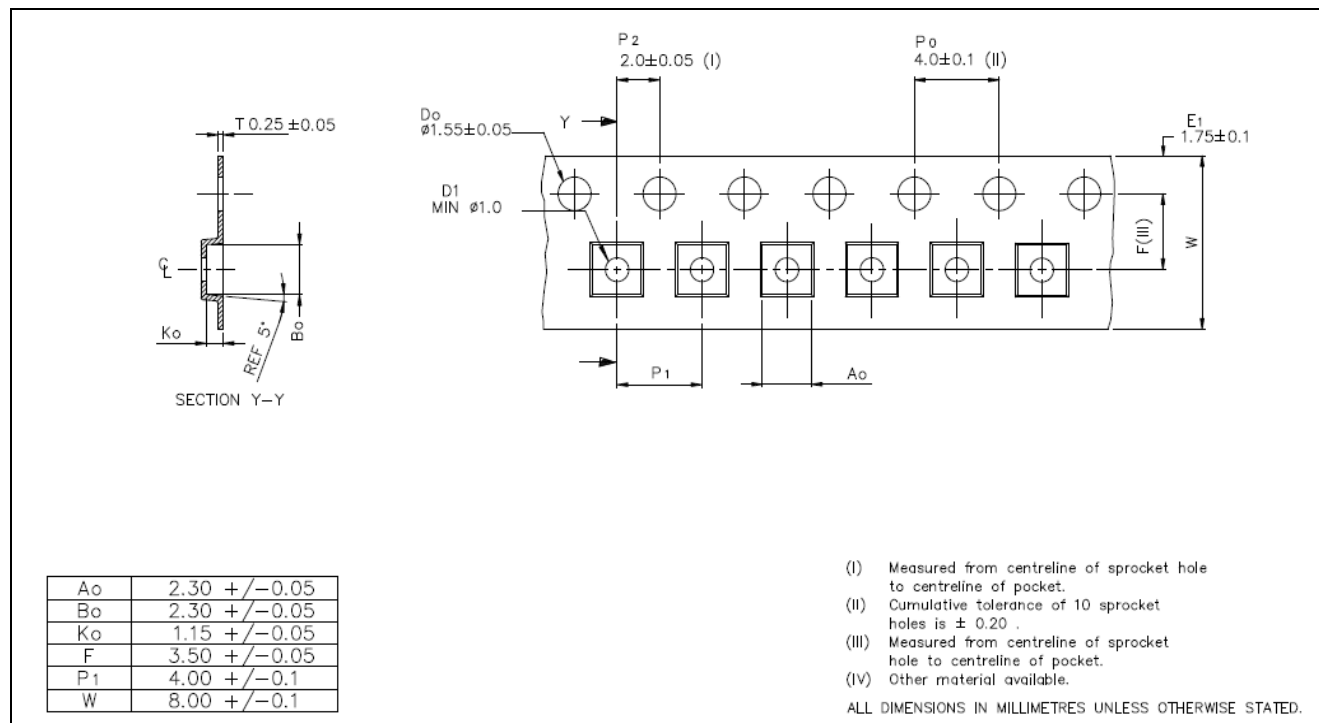 P2
2.0±0.05 (I)
Po
4.0±0.1 (II)
T 0.25 ±0.05
Do
ø1.55±0.05
Y
E1
1.75±0.1
D1
MIN ø1.0
F(III)
W
℄
Ko
REF 5°
Bo
P1
Ao
SECTION Y-Y
Ao 2.30 +/-0.05
Bo 2.30 +/-0.05
Ko 1.15 +/-0.05
F 3.50 +/-0.05
P1 4.00 +/-0.1
W 8.00 +/-0.1
(I) Measured from centreline of sprocket hole
to centreline of pocket.
(II) Cumulative tolerance of 10 sprocket
holes is ± 0.20 .
(III) Measured from centreline of sprocket
hole to centreline of pocket.
(IV) Other material available.
ALL DIMENSIONS IN MILLIMETRES UNLESS OTHERWISE STATED.